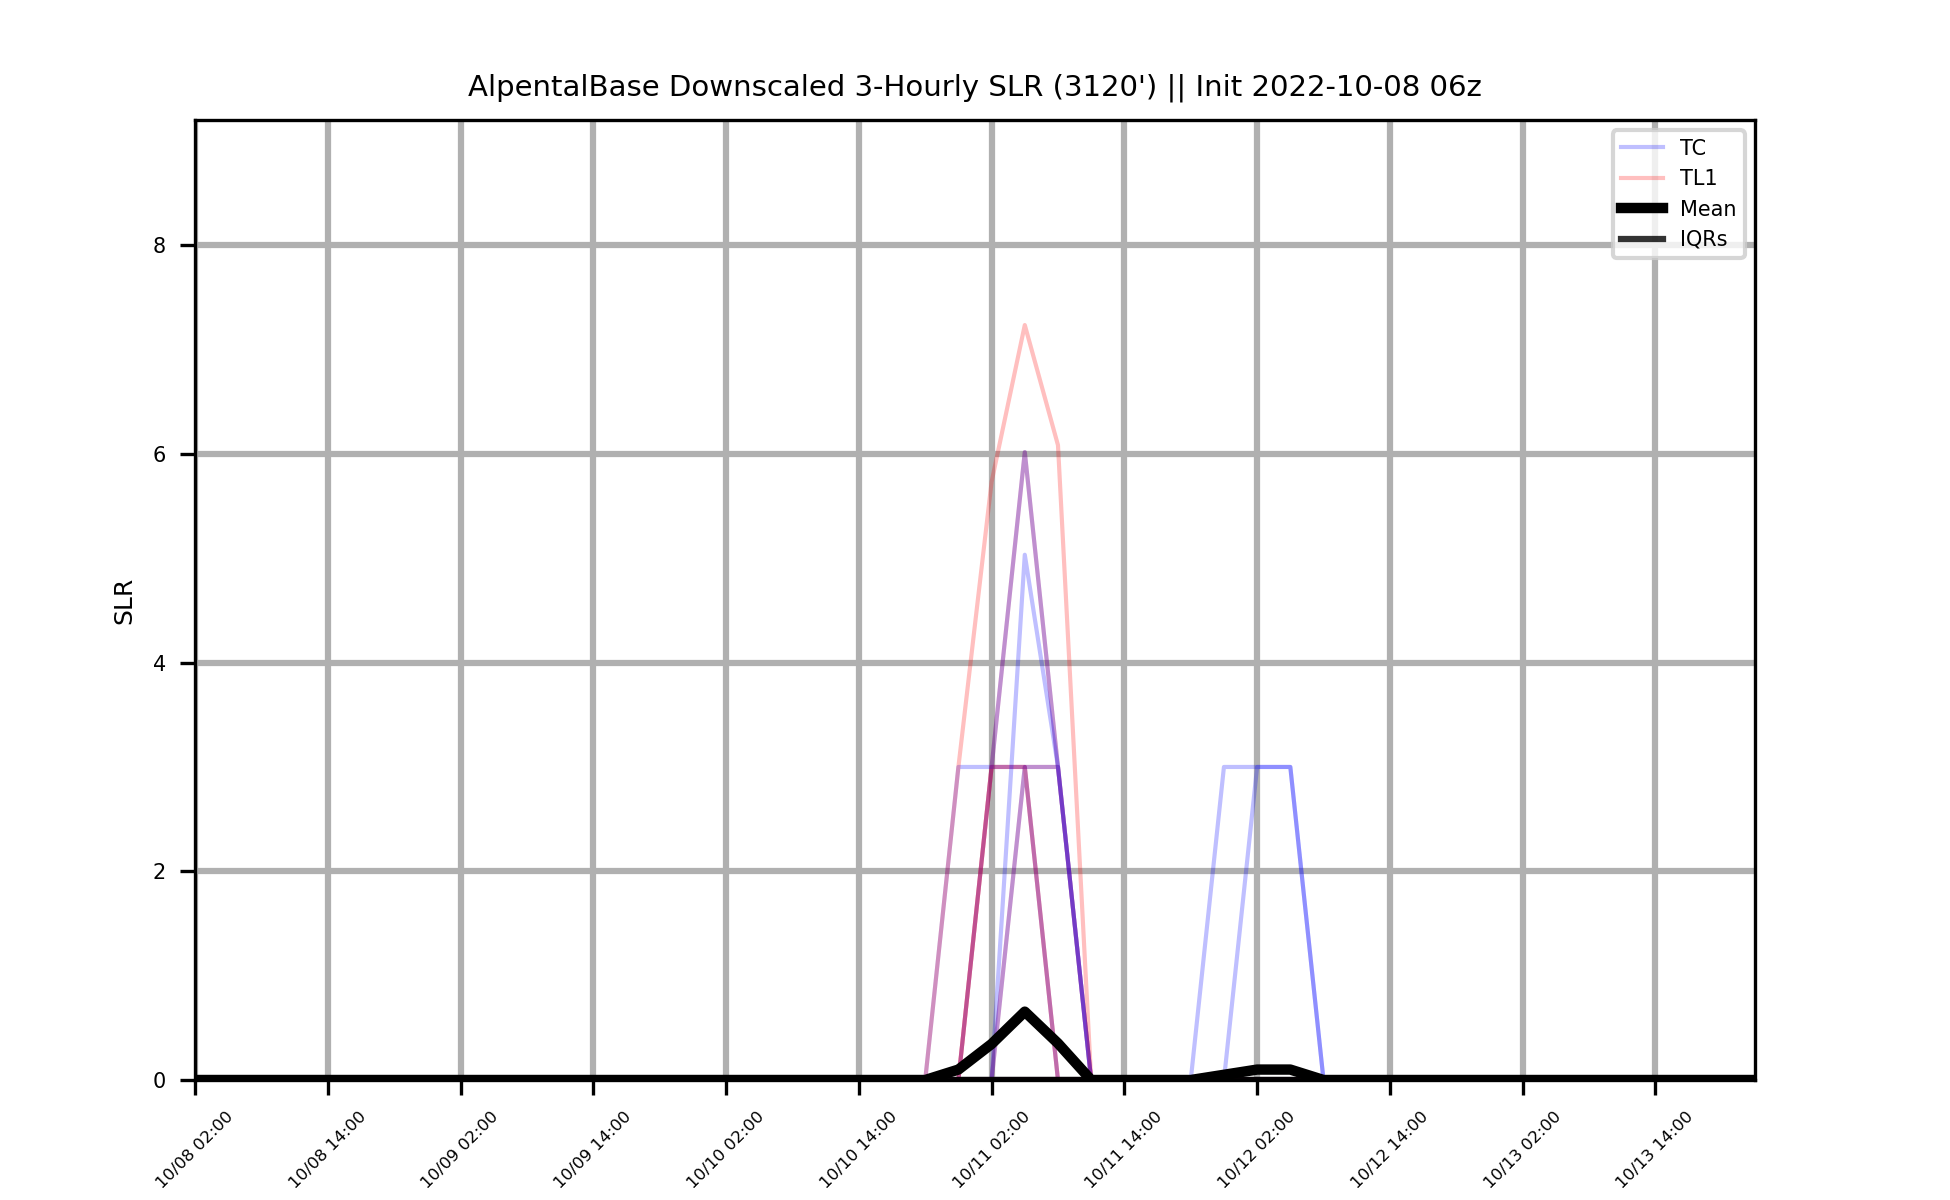 AlpentalBase Downscaled 3-Hourly SLR (3120') || Init 2022-10-08 06z
TC
TL1
Mean
IQRs
8
6
4
2
0
SLR
10/08 02:00
10/08 14:00
10/09 02:00
10/09 14:00
10/10 02:00
10/10 14:00
10/11 02:00
10/11 14:00
10/12 02:00
10/12 14:00
10/13 02:00
10/13 14:00